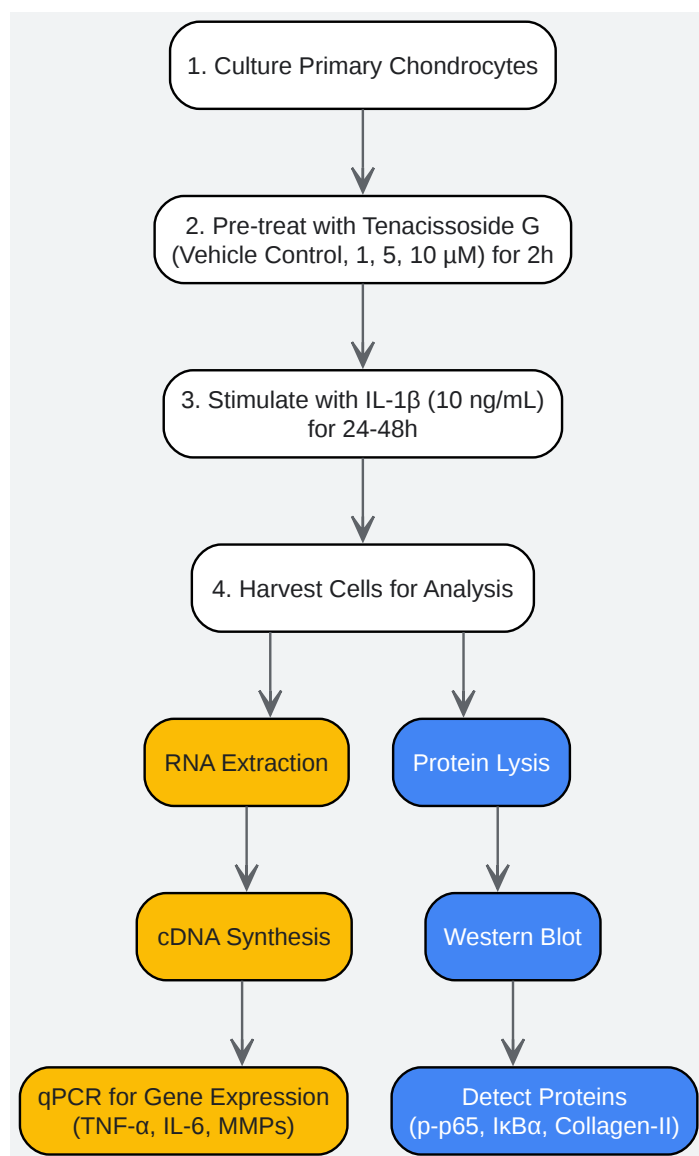 1. Culture Primary Chondrocytes
2. Pre-treat with Tenacissoside G
(Vehicle Control, 1, 5, 10 µM) for 2h
3. Stimulate with IL-1β (10 ng/mL)
for 24-48h
4. Harvest Cells for Analysis
RNA Extraction
Protein Lysis
cDNA Synthesis
Western Blot
qPCR for Gene Expression
(TNF-α, IL-6, MMPs)
Detect Proteins
(p-p65, IκBα, Collagen-II)